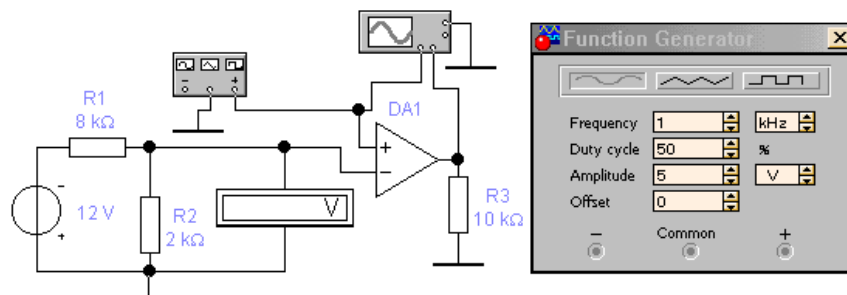 R1
8 kΩ
12 V
R2
2 kΩ
V
−
+
DA1
+
−
R3
10 kΩ
−
+
Function Generator
Frequency 1 kHz
Duty cycle 50 %
Amplitude 5 V
Offset 0
− Common +